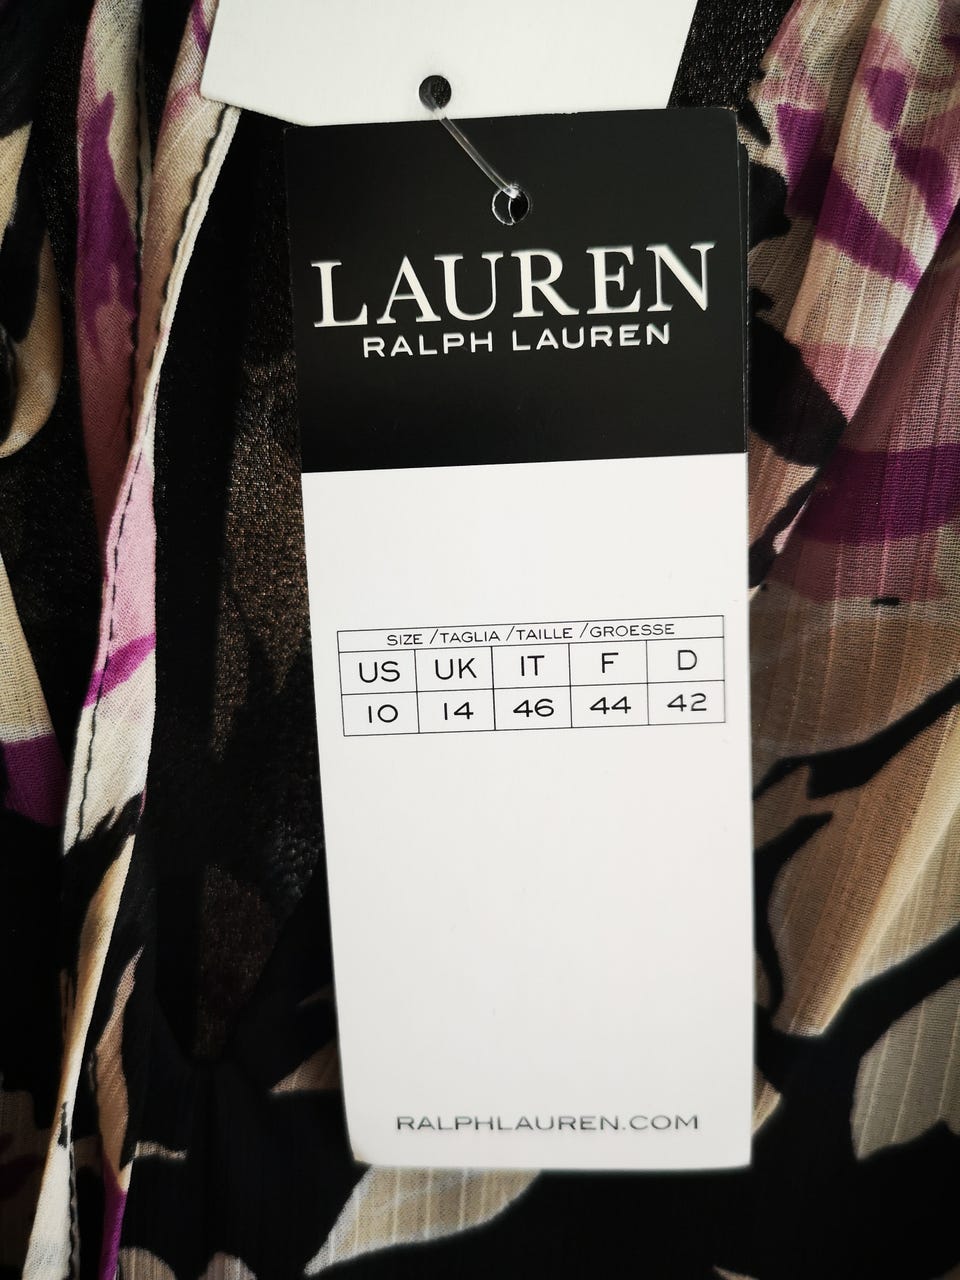 LAUREN
RALPH LAUREN
SIZE /TAGLIA /TAILLE /GROESSE
US UK IT F D
10 14 46 44 42
RALPHLAUREN.COM